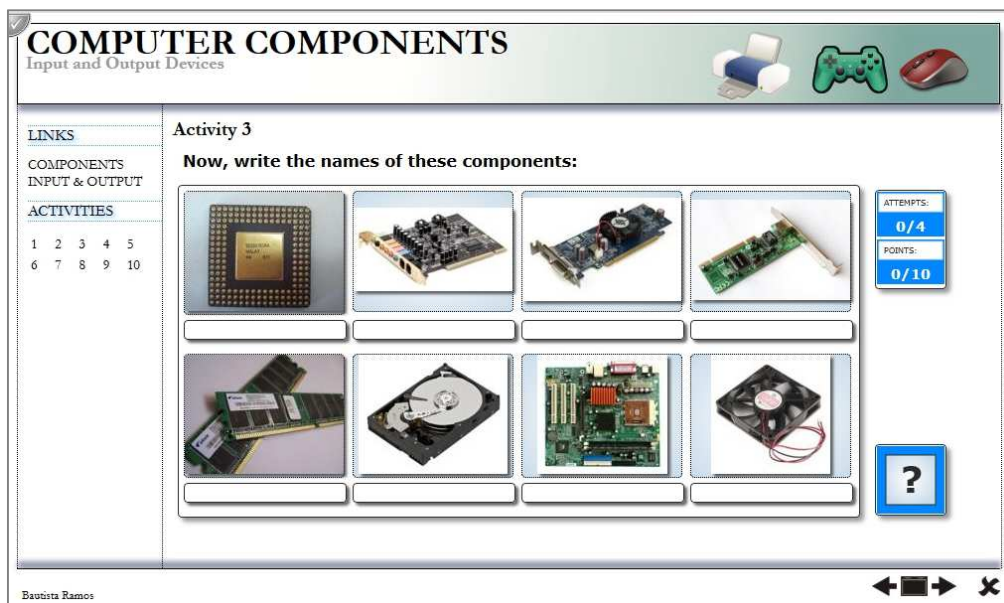 COMPUTER COMPONENTS
Input and Output Devices
LINKS
COMPONENTS
INPUT & OUTPUT
ACTIVITIES
1 2 3 4 5
6 7 8 9 10
Activity 3
Now, write the names of these components:
ATTEMPTS:
0/4
POINTS:
0/10
?
Bautista Ramos